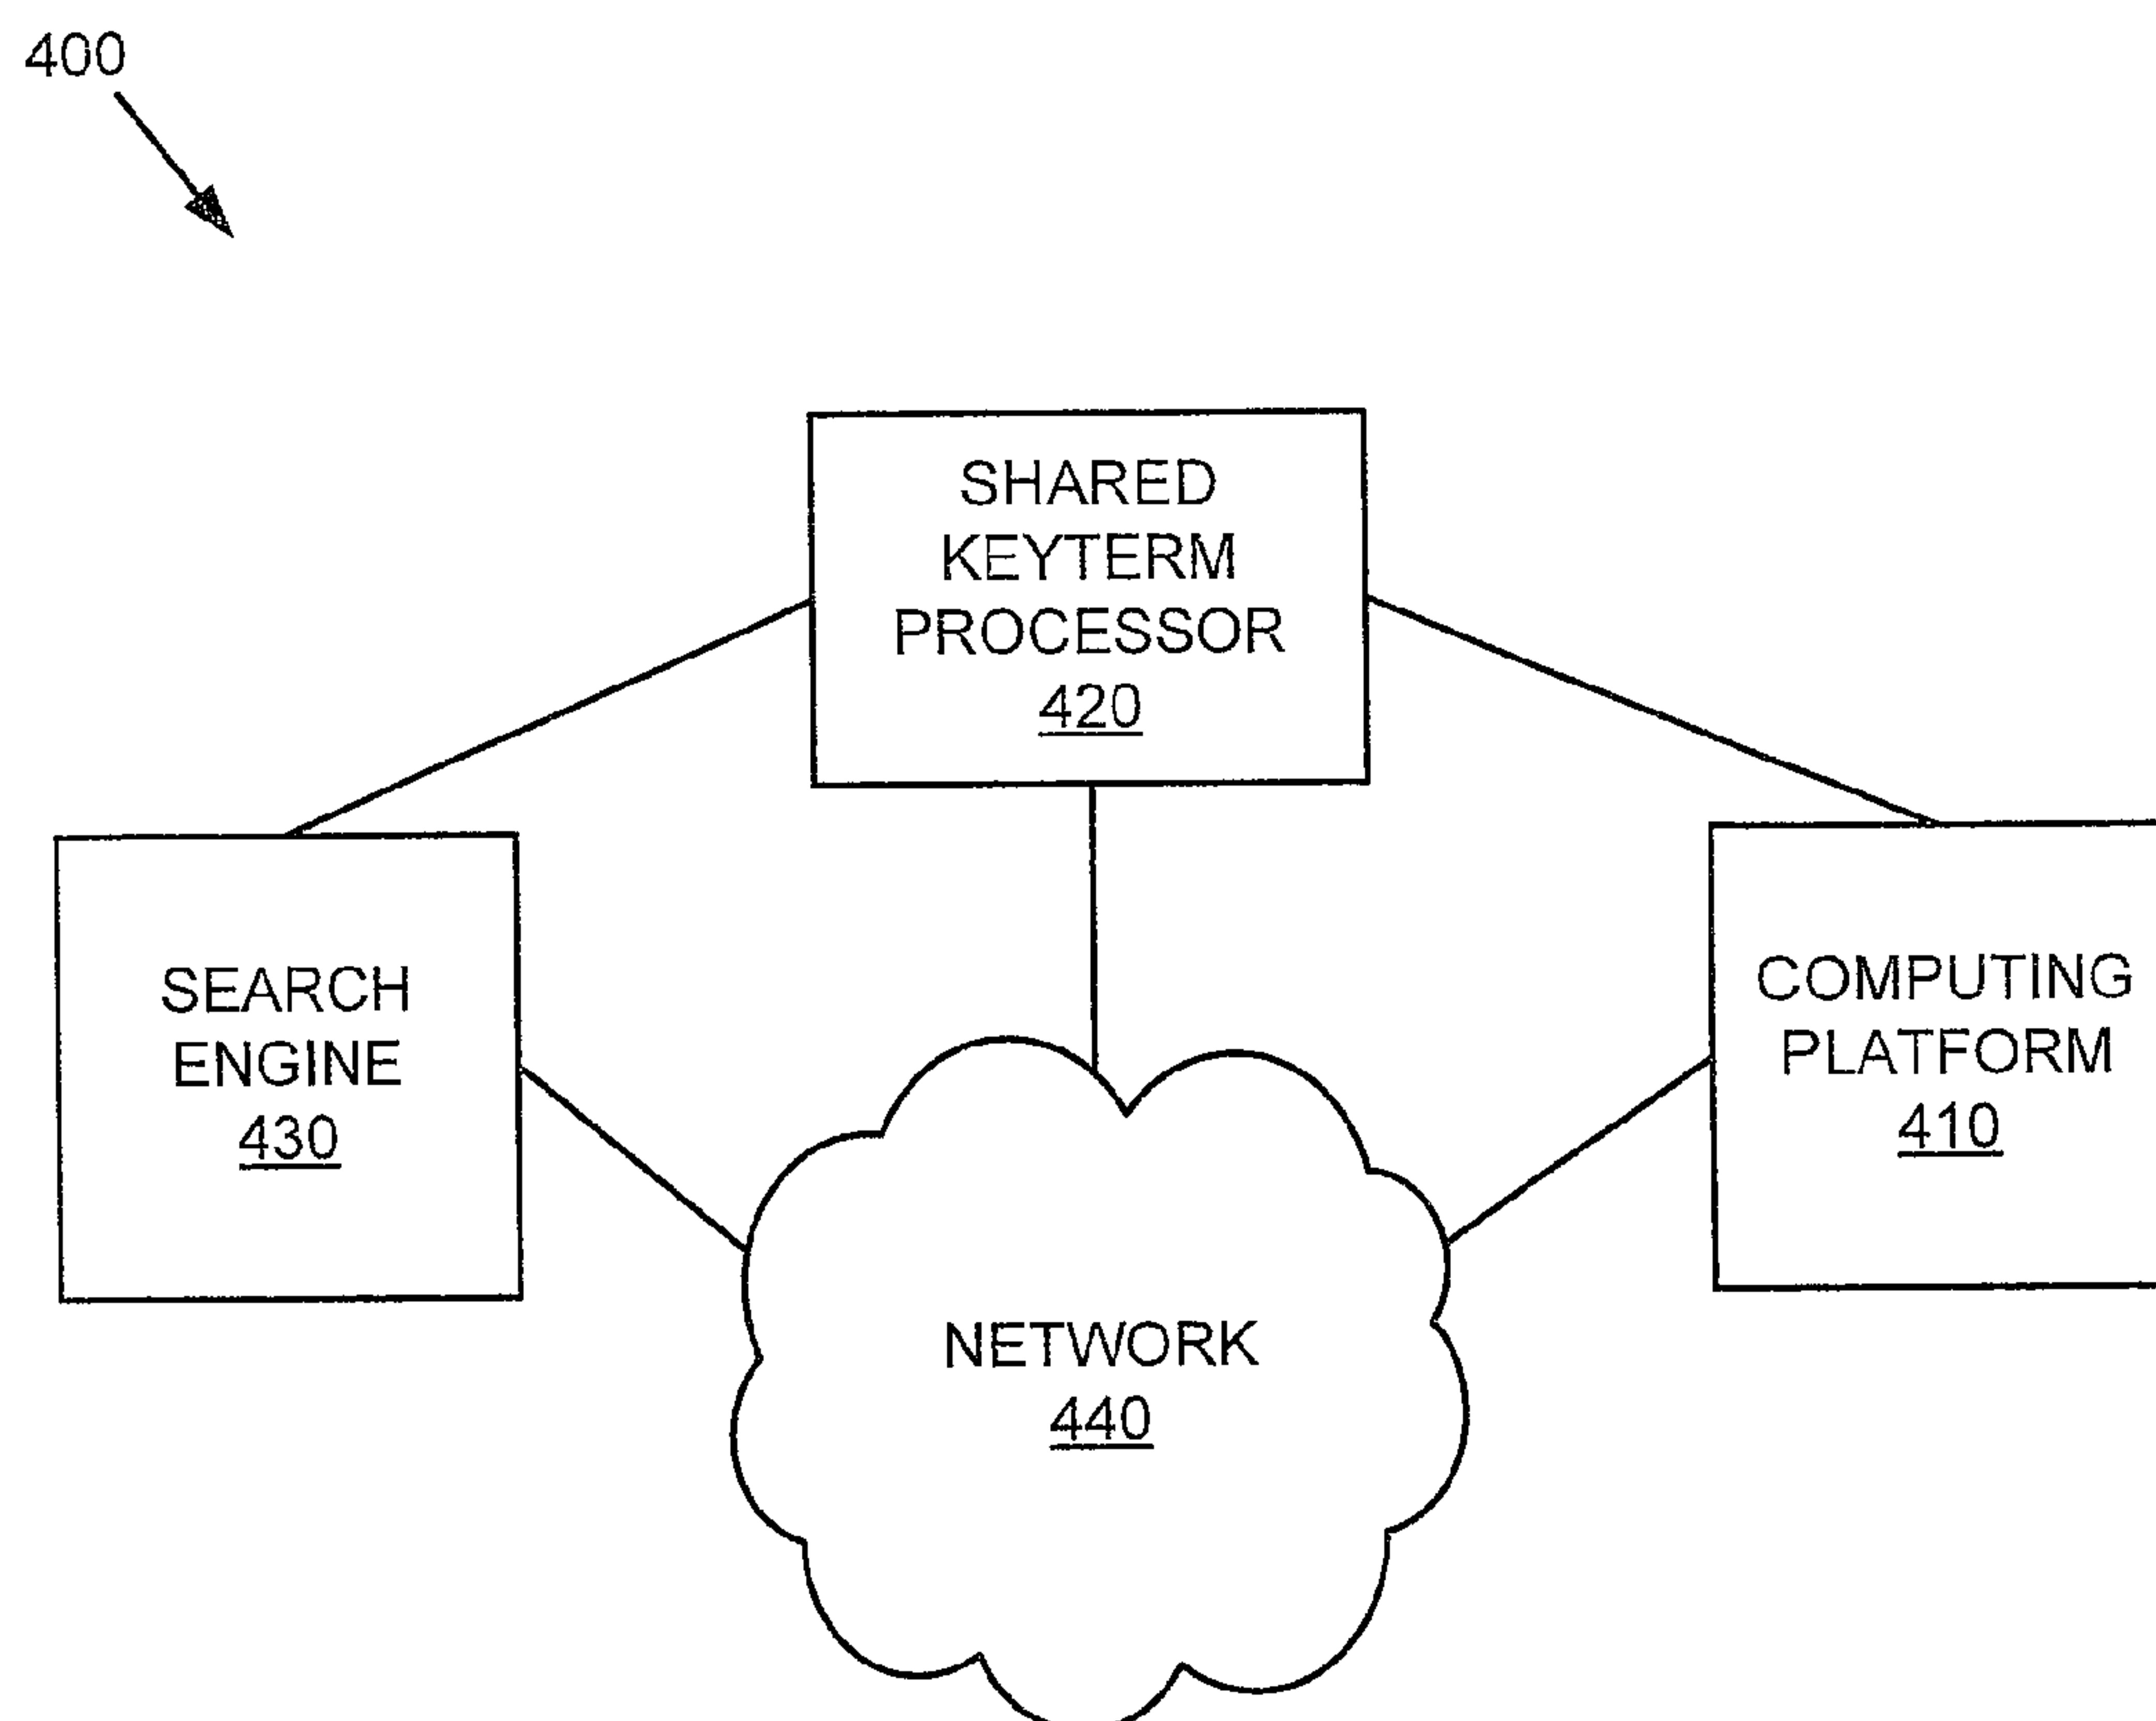 400
SHARED
KEYTERM
PROCESSOR
420
SEARCH
ENGINE
430
COMPUTING
PLATFORM
410
NETWORK
440